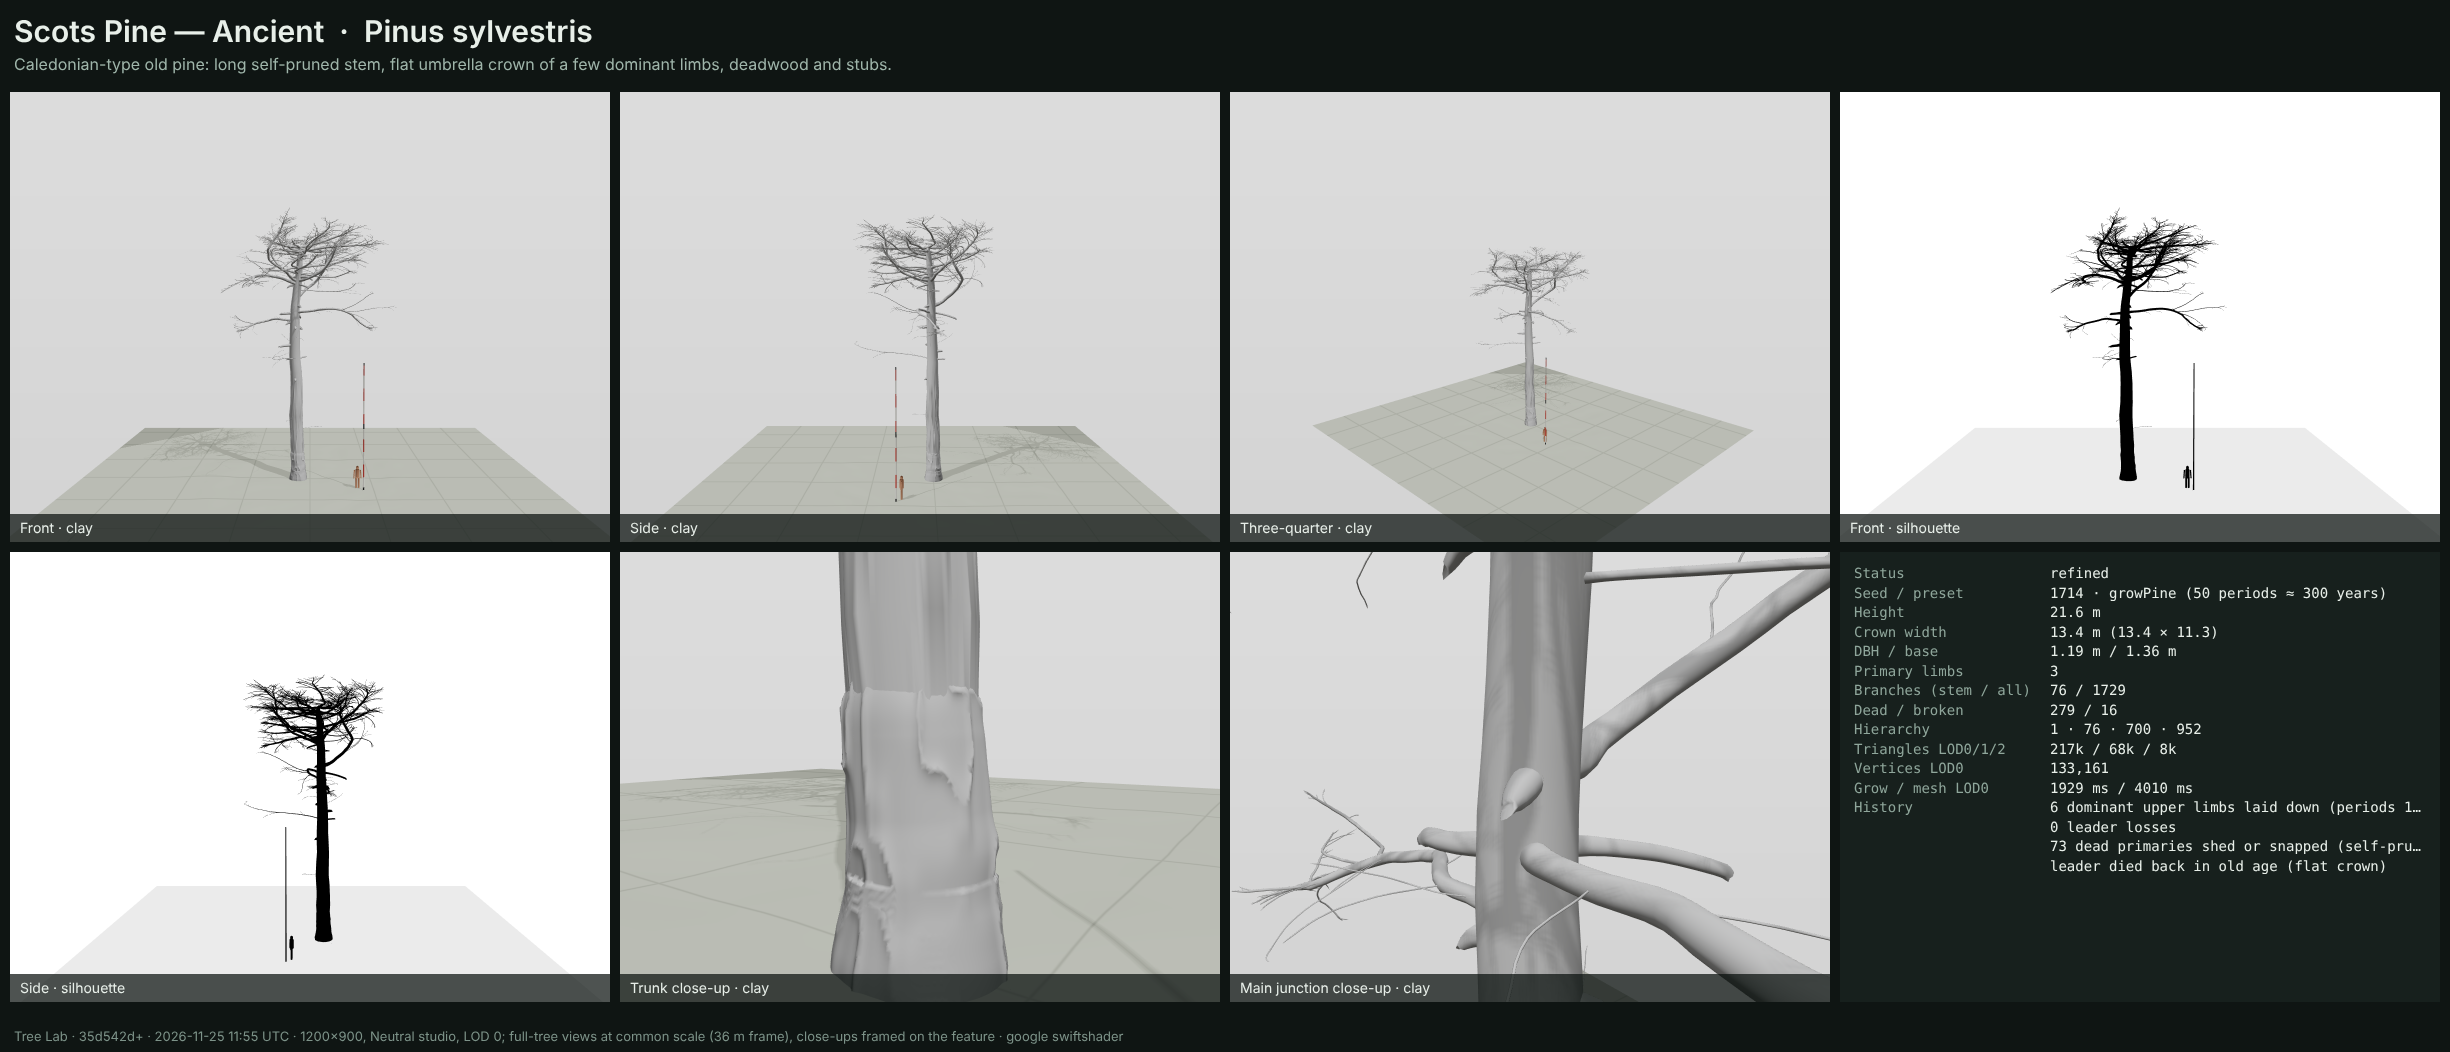 Scots Pine — Ancient · Pinus sylvestris
Caledonian-type old pine: long self-pruned stem, flat umbrella crown of a few dominant limbs, deadwood and stubs.
Front · clay
Side · clay
Three-quarter · clay
Front · silhouette
Side · silhouette
Trunk close-up · clay
Main junction close-up · clay
Status refined
Seed / preset 1714 · growPine (50 periods ≈ 300 years)
Height 21.6 m
Crown width 13.4 m (13.4 × 11.3)
DBH / base 1.19 m / 1.36 m
Primary limbs 3
Branches (stem / all) 76 / 1729
Dead / broken 279 / 16
Hierarchy 1 · 76 · 700 · 952
Triangles LOD0/1/2 217k / 68k / 8k
Vertices LOD0 133,161
Grow / mesh LOD0 1929 ms / 4010 ms
History 6 dominant upper limbs laid down (periods 1…
0 leader losses
73 dead primaries shed or snapped (self-pru…
leader died back in old age (flat crown)
Tree Lab · 35d542d+ · 2026-11-25 11:55 UTC · 1200×900, Neutral studio, LOD 0; full-tree views at common scale (36 m frame), close-ups framed on the feature · google swiftshader